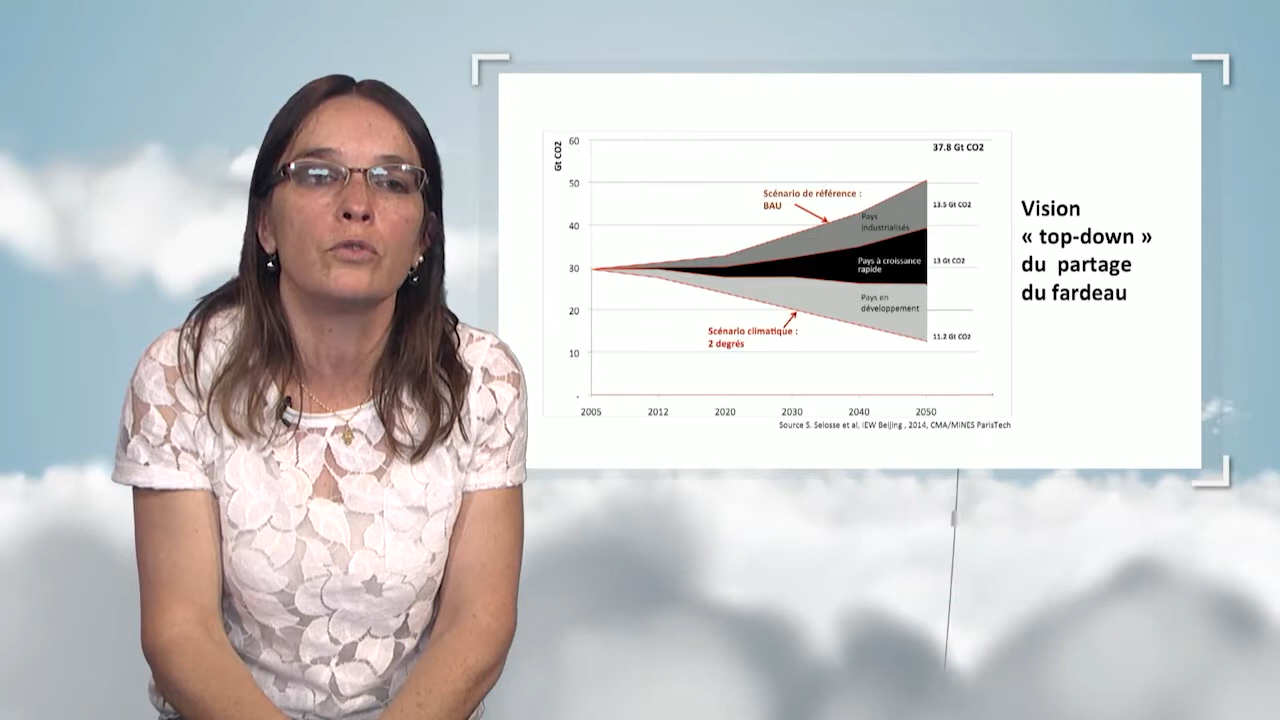 Gt CO2
60
50
40
30
20
10
-
2005 2012 2020 2030 2040 2050
37.8 Gt CO2
Scénario de référence :
BAU
Pays
industrialisés
13.5 Gt CO2
Pays à croissance
rapide
13 Gt CO2
Pays en
développement
11.2 Gt CO2
Scénario climatique :
2 degrés
Source S. Selosse et al, IEW Beijing , 2014, CMA/MINES ParisTech
Vision
« top-down »
du partage
du fardeau